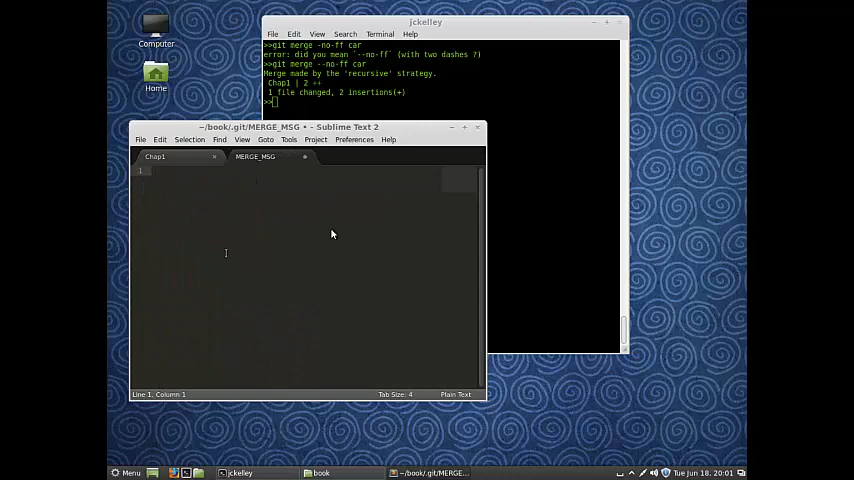 Computer
Home
jckelley
File Edit View Search Terminal Help
>>git merge -no-ff car
error: did you mean `--no-ff` (with two dashes ?)
>>git merge --no-ff car
Merge made by the 'recursive' strategy.
Chap1 | 2 ++
1 file changed, 2 insertions(+)
>>
~/book/.git/MERGE_MSG • - Sublime Text 2
File Edit Selection Find View Goto Tools Project Preferences Help
Chap1 MERGE_MSG
1
Line 1, Column 1 Tab Size: 4 Plain Text
Menu jckelley book ~/book/.git/MERGE... Tue Jun 18, 20:01